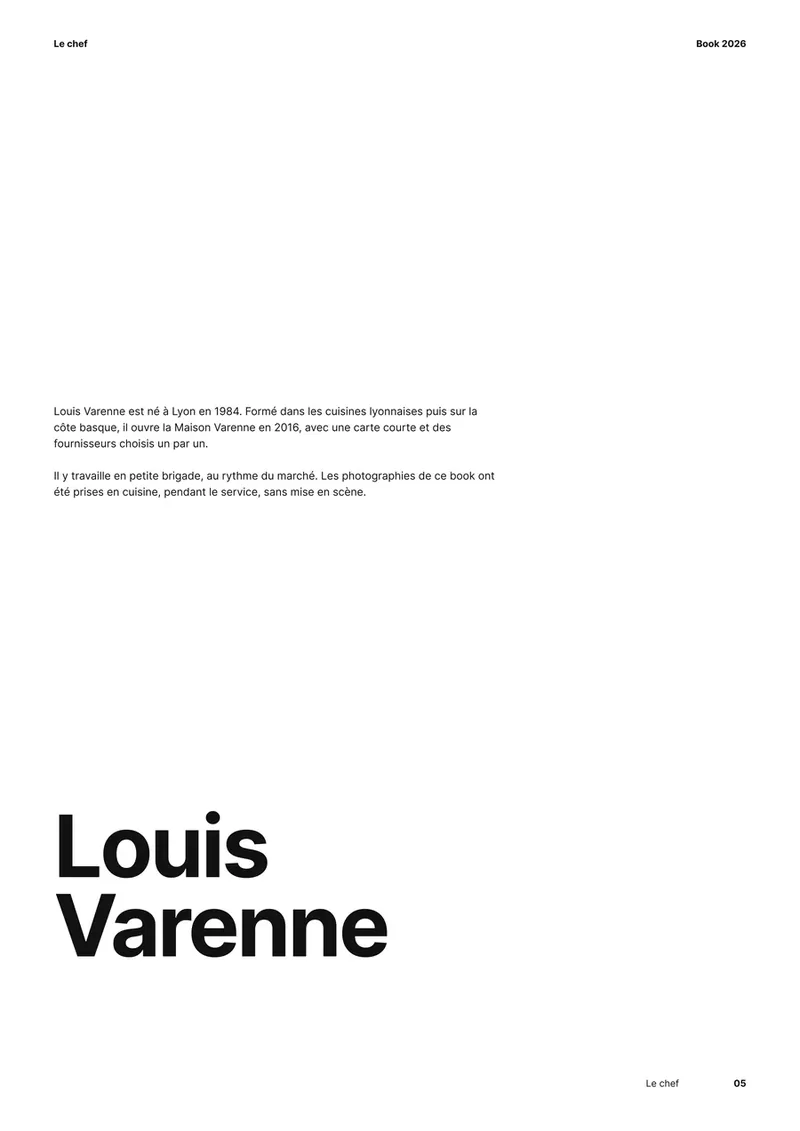 Le chef
Book 2026
Louis Varenne est né à Lyon en 1984. Formé dans les cuisines lyonnaises puis sur la
côte basque, il ouvre la Maison Varenne en 2016, avec une carte courte et des
fournisseurs choisis un par un.
Il y travaille en petite brigade, au rythme du marché. Les photographies de ce book ont
été prises en cuisine, pendant le service, sans mise en scène.
Louis
Varenne
Le chef
05